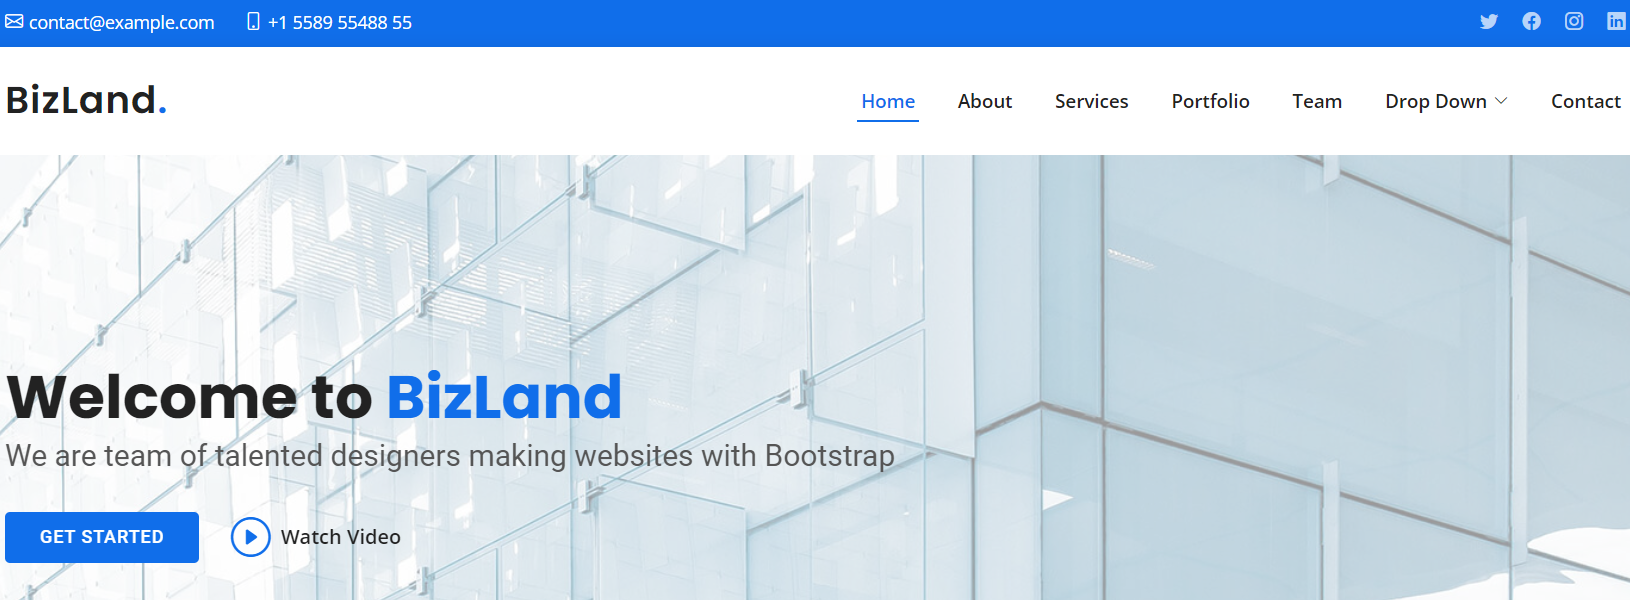 contact@example.com +1 5589 55488 55
BizLand.
Home About Services Portfolio Team Drop Down Contact
Welcome to BizLand
We are team of talented designers making websites with Bootstrap
GET STARTED Watch Video